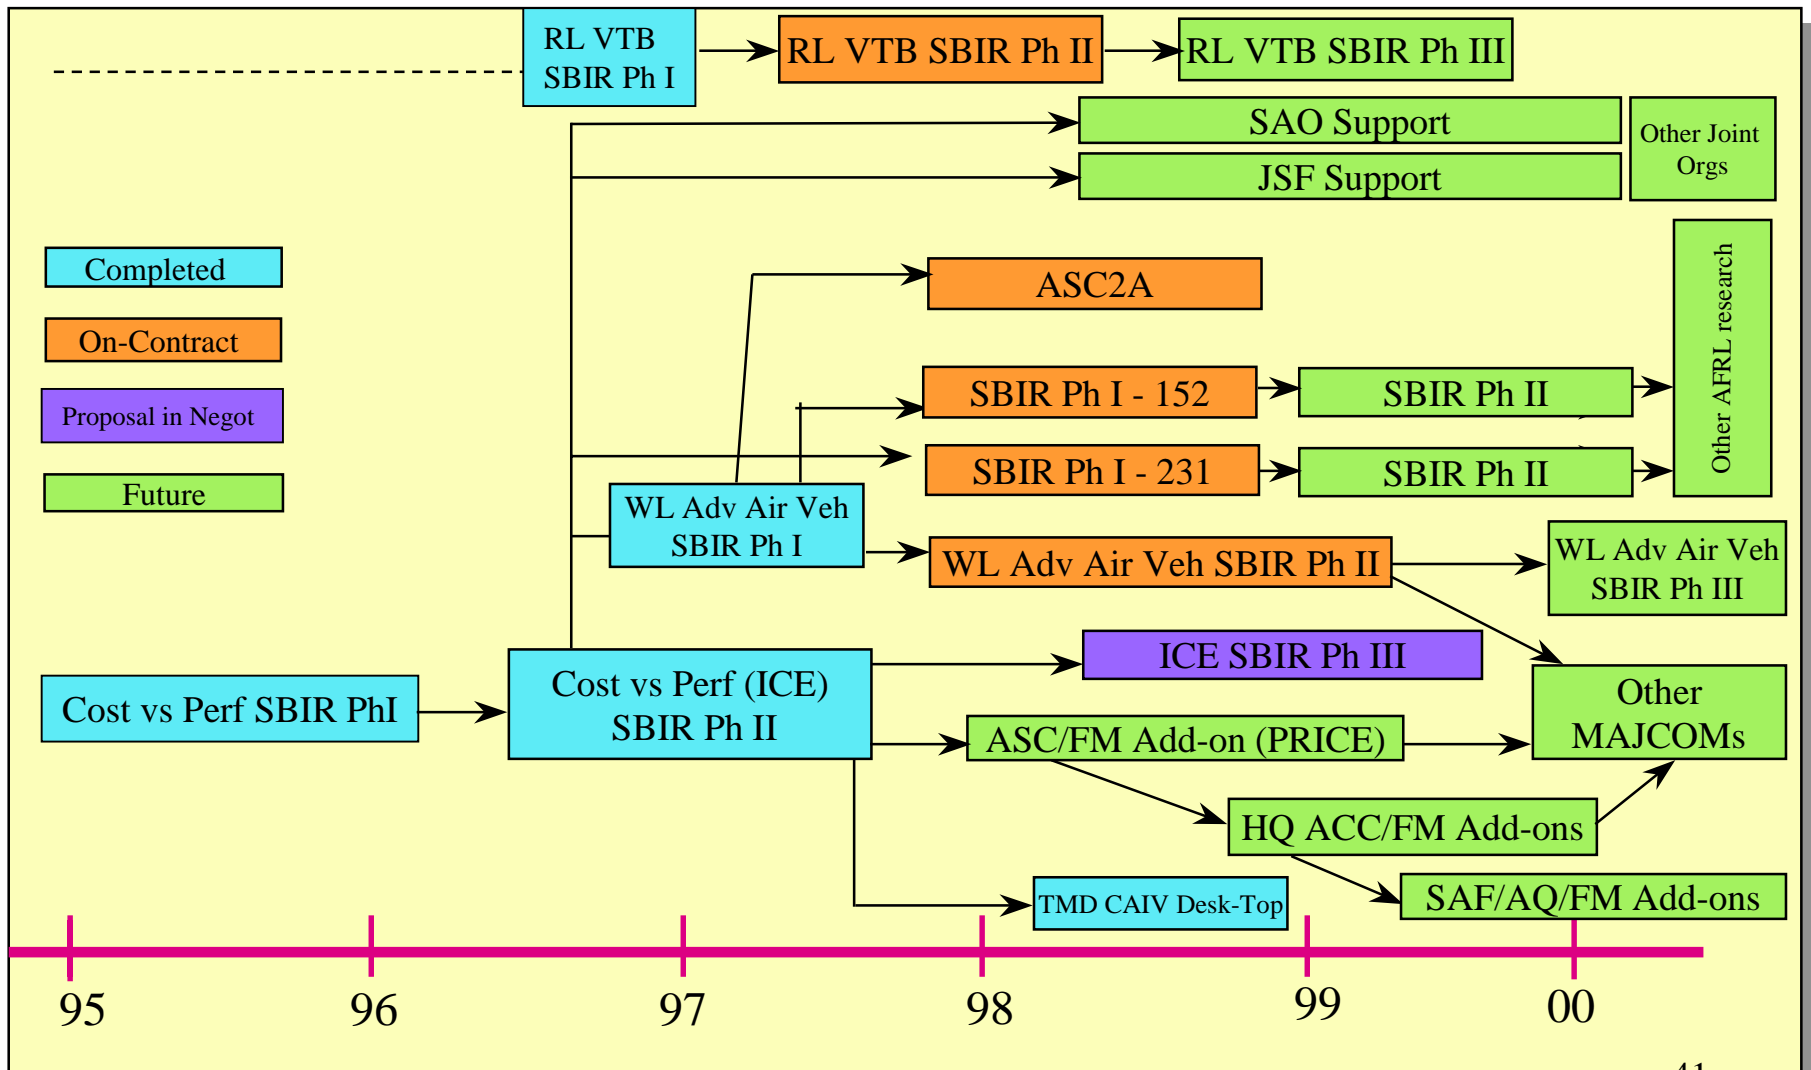 RL VTB
SBIR Ph I
RL VTB SBIR Ph II
RL VTB SBIR Ph III
SAO Support
JSF Support
Other Joint
Orgs
Completed
On-Contract
Proposal in Negot
Future
ASC2A
SBIR Ph I - 152
SBIR Ph II
SBIR Ph I - 231
SBIR Ph II
Other AFRL research
WL Adv Air Veh
SBIR Ph I
WL Adv Air Veh SBIR Ph II
WL Adv Air Veh
SBIR Ph III
Cost vs Perf SBIR PhI
Cost vs Perf (ICE)
SBIR Ph II
ICE SBIR Ph III
ASC/FM Add-on (PRICE)
Other
MAJCOMs
HQ ACC/FM Add-ons
TMD CAIV Desk-Top
SAF/AQ/FM Add-ons
95
96
97
98
99
00
41